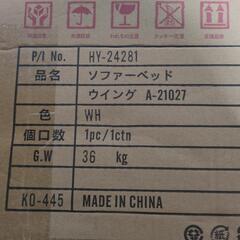 P/I No. HY-24281
品名 ソファーベッド
ウイング A-21027
色 WH
個口数 1pc/1ctn
G.W 36 kg
KO-445 MADE IN CHINA